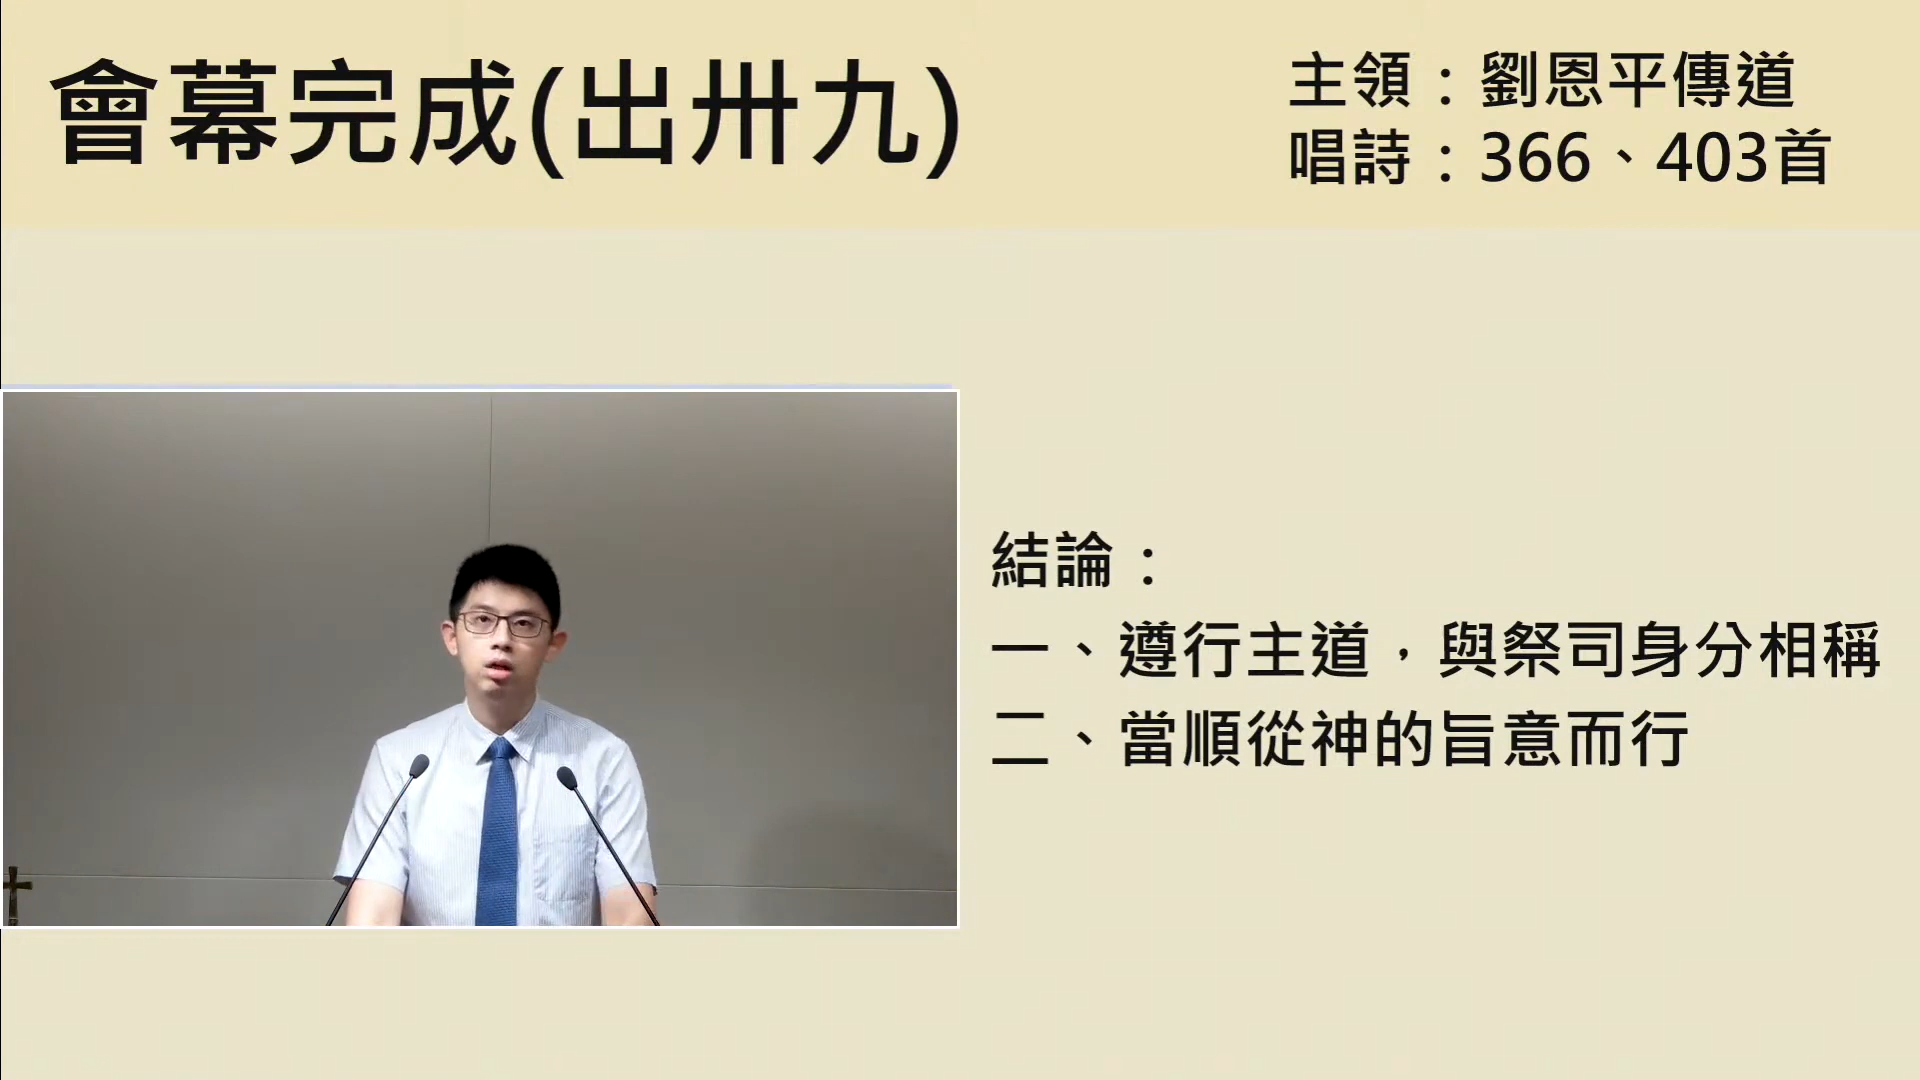 會幕完成(出卅九)
主領：劉恩平傳道
唱詩：366、403首
結論：
一、遵行主道，與祭司身分相稱
二、當順從神的旨意而行